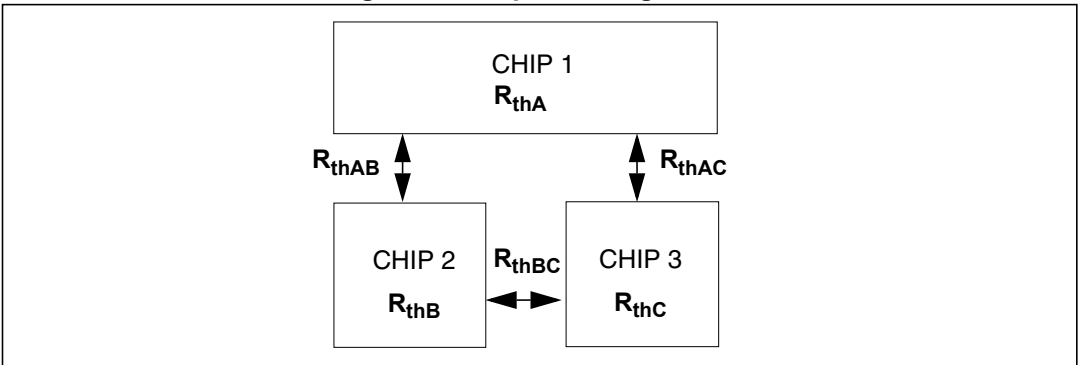 CHIP 1
RthA
RthAB
RthAC
CHIP 2
RthBC
CHIP 3
RthB
RthC